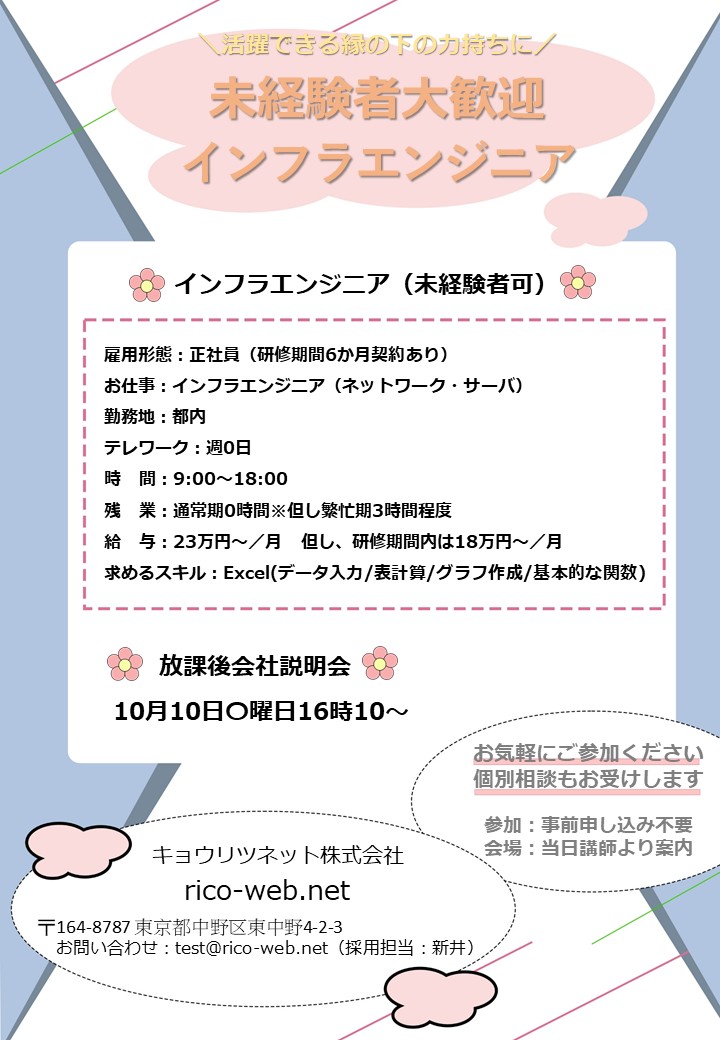 ＼活躍できる縁の下の力持ちに／
未経験者大歓迎
インフラエンジニア
インフラエンジニア（未経験者可）
雇用形態：正社員（研修期間6か月契約あり）
お仕事：インフラエンジニア（ネットワーク・サーバ）
勤務地：都内
テレワーク：週0日
時　間：9:00～18:00
残　業：通常期0時間※但し繁忙期3時間程度
給　与：23万円～／月　但し、研修期間内は18万円～／月
求めるスキル：Excel(データ入力/表計算/グラフ作成/基本的な関数)
放課後会社説明会
10月10日〇曜日16時10～
お気軽にご参加ください
個別相談もお受けします
参加：事前申し込み不要
会場：当日講師より案内
キョウリツネット株式会社
rico-web.net
〒164-8787 東京都中野区東中野4-2-3
お問い合わせ：test@rico-web.net（採用担当：新井）